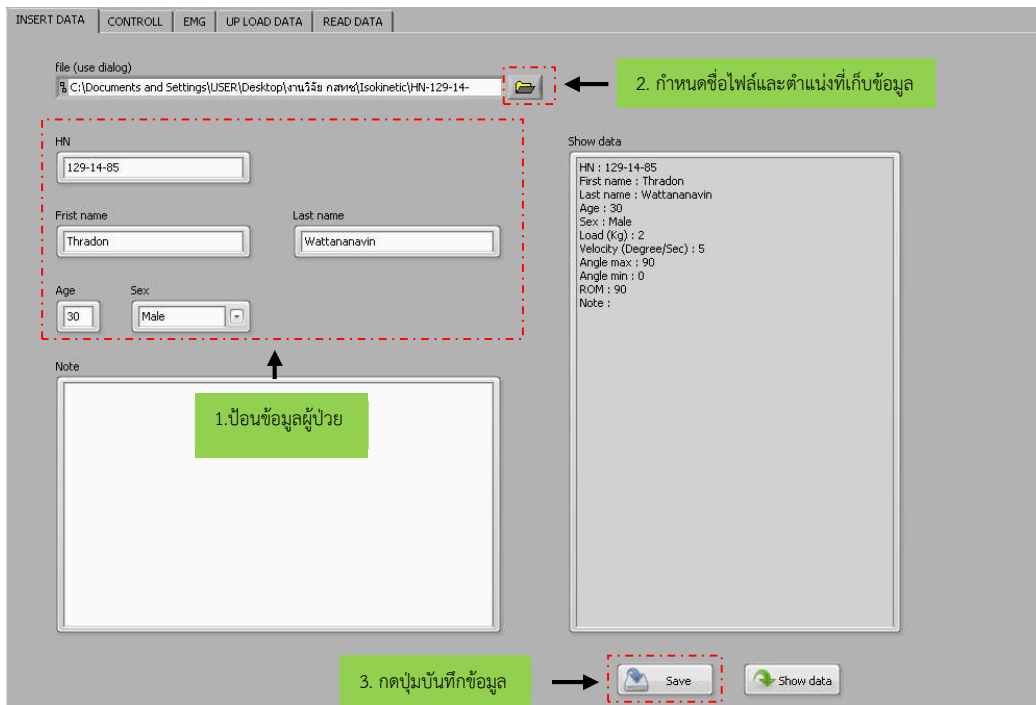 INSERT DATA CONTROLL EMG UP LOAD DATA READ DATA
file (use dialog)
C:\Documents and Settings\USER\Desktop\งานวิจัย กสทช\Isokinetic\HN-129-14-
2. กำหนดชื่อไฟล์และตำแน่งที่เก็บข้อมูล
HN
129-14-85
Frist name
Last name
Thradon
Wattananavin
Age
Sex
30
Male
1.ป้อนข้อมูลผู้ป่วย
Note
Show data
HN : 129-14-85
First name : Thradon
Last name : Wattananavin
Age : 30
Sex : Male
Load (Kg) : 2
Velocity (Degree/Sec) : 5
Angle max : 90
Angle min : 0
ROM : 90
Note :
3. กดปุ่มบันทึกข้อมูล
Save
Show data